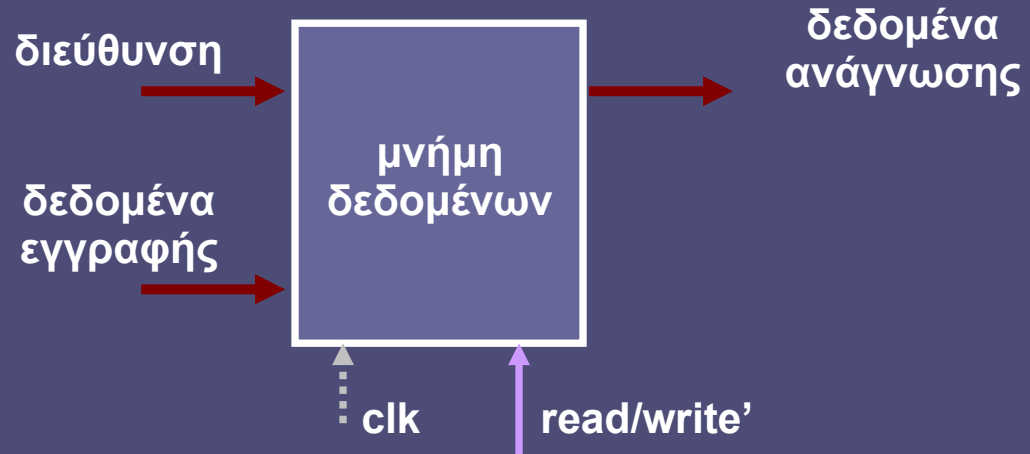 διεύθυνση
δεδομένα
εγγραφής
μνήμη
δεδομένων
δεδομένα
ανάγνωσης
clk
read/write’